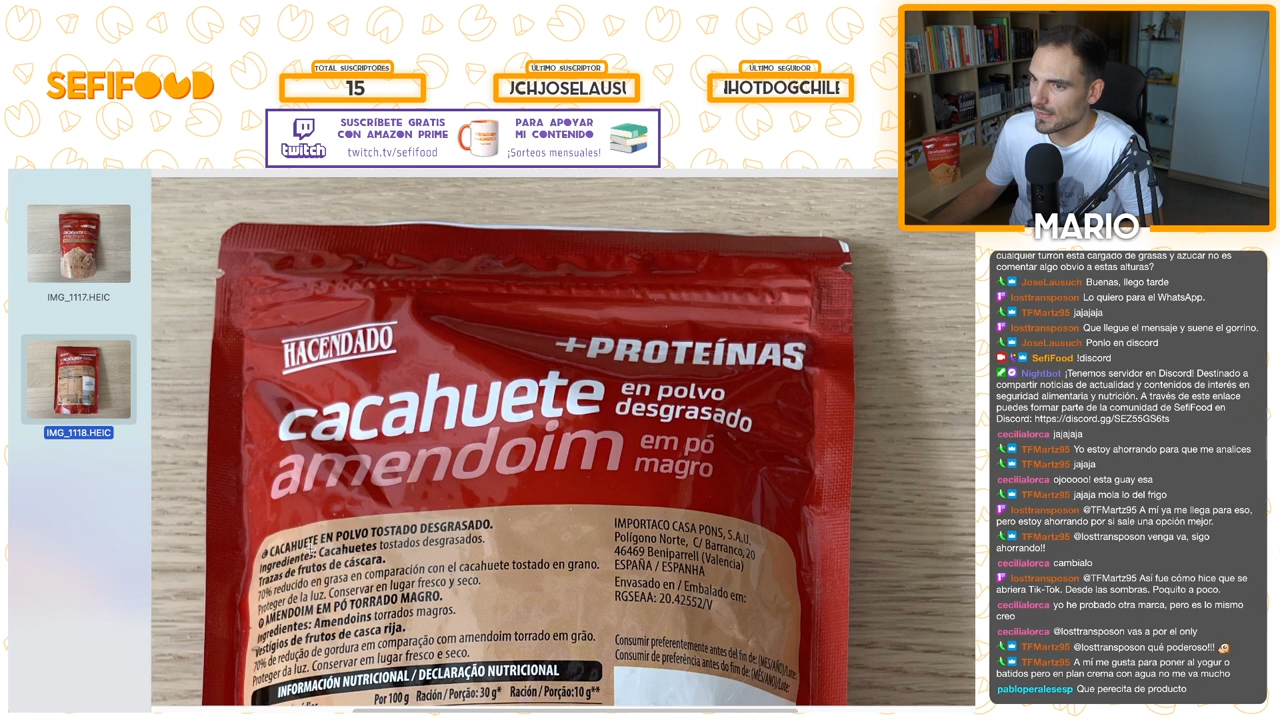 SEFIFOOD
TOTAL SUSCRIPTORES
15
ÚLTIMO SUSCRIPTOR
JCHJOSELAUSU
ÚLTIMO SEGUIDOR
IHOTDOGCHILE
twitch
SUSCRÍBETE GRATIS
CON AMAZON PRIME
twitch.tv/sefifood
PARA APOYAR
MI CONTENIDO
¡Sorteos mensuales!
MARIO
IMG_1117.HEIC
IMG_1118.HEIC
HACENDADO
+PROTEÍNAS
cacahuete en polvo
desgrasado
amendoim em pó
magro
CACAHUETE EN POLVO TOSTADO DESGRASADO.
Ingredientes: Cacahuetes tostados desgrasados.
Trazas de frutos de cáscara.
70% reducido en grasa en comparación con el cacahuete tostado en grano.
Proteger de la luz. Conservar en lugar fresco y seco.
AMENDOIM EM PÓ TORRADO MAGRO.
Ingredientes: Amendoins torrados magros.
Vestígios de frutos de casca rija.
70% de redução de gordura em comparação com amendoim torrado em grão.
Proteger da luz. Conservar em lugar fresco e seco.
INFORMACIÓN NUTRICIONAL / DECLARAÇÃO NUTRICIONAL
Por 100 g Ración / Porção: 30 g* Ración / Porção:10 g**
IMPORTACO CASA PONS, S.A.U.
Polígono Norte, C/ Barranco, 20
46469 Beniparrell (Valencia)
ESPAÑA / ESPANHA
Envasado en / Embalado em:
RGSEAA: 20.42552/V
Consumir preferentemente antes del fin de: (MES/AÑO)/Lote:
Consumir de preferência antes do fim de: (MÊS/ANO)/Lote:
cualquier turron esta cargado de grasas y azucar no es
comentar algo obvio a estas alturas?
JoseLausuch Buenas, llego tarde
losttransposon Lo quiero para el WhatsApp.
TFMartz95 jajajaja
losttransposon Que llegue el mensaje y suene el gorrino.
JoseLausuch Ponlo en discord
SefiFood !discord
Nightbot ¡Tenemos servidor en Discord! Destinado a
compartir noticias de actualidad y contenidos de interés en
seguridad alimentaria y nutrición. A través de este enlace
puedes formar parte de la comunidad de SefiFood en
Discord: https://discord.gg/SEZ55GS6ts
cecilialorca jajajaja
TFMartz95 Yo estoy ahorrando para que me analices
TFMartz95 jajaja
cecilialorca ojooooo! esta guay esa
TFMartz95 jajaja mola lo del frigo
losttransposon @TFMartz95 A mí ya me llega para eso,
pero estoy ahorrando por si sale una opción mejor.
TFMartz95 @losttransposon venga va, sigo
ahorrando!!
cecilialorca cambialo
losttransposon @TFMartz95 Así fue cómo hice que se
abriera Tik-Tok. Desde las sombras. Poquito a poco.
cecilialorca yo he probado otra marca, pero es lo mismo
creo
cecilialorca @losttransposon vas a por el only
TFMartz95 @losttransposon qué poderoso!!!
TFMartz95 A mí me gusta para poner al yogur o
batidos pero en plan crema con agua no me va mucho
pabloperalesesp Que perecita de producto